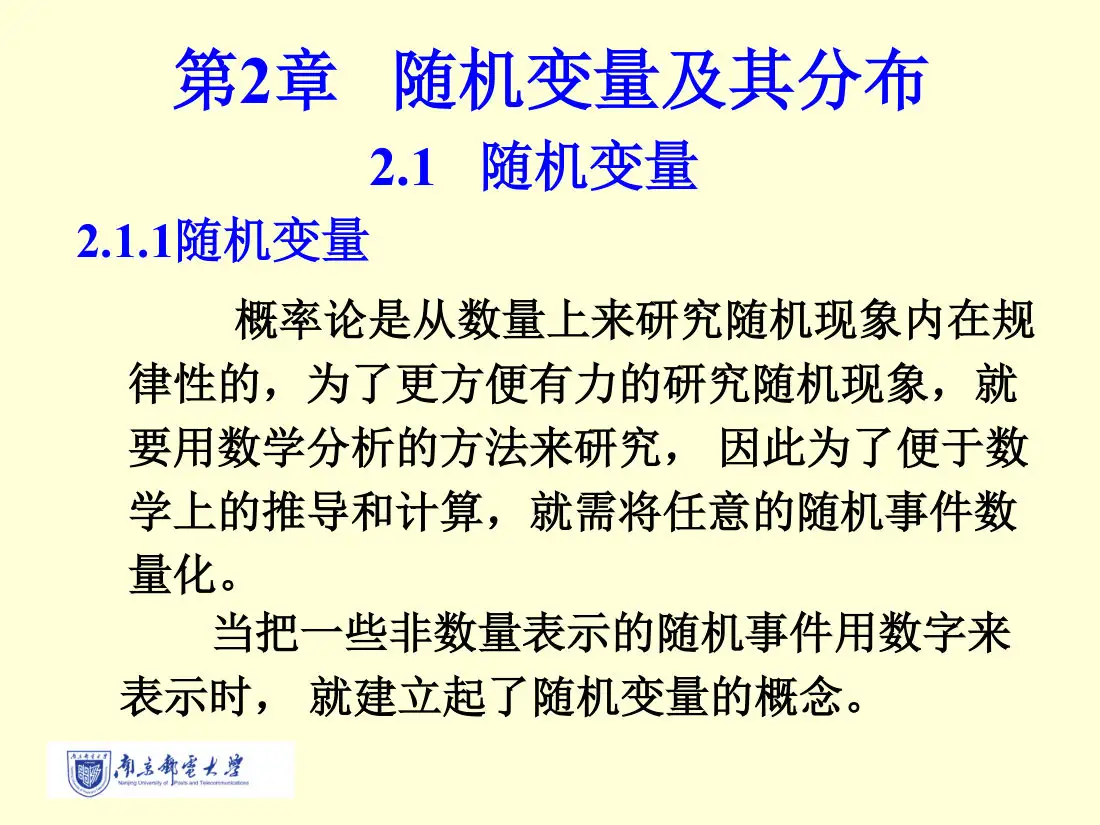 第2章 随机变量及其分布
2.1 随机变量
2.1.1随机变量
概率论是从数量上来研究随机现象内在规
律性的，为了更方便有力的研究随机现象，就
要用数学分析的方法来研究， 因此为了便于数
学上的推导和计算，就需将任意的随机事件数
量化。
当把一些非数量表示的随机事件用数字来
表示时， 就建立起了随机变量的概念。
南京邮电大学
Nanjing University of Posts and Telecommunications